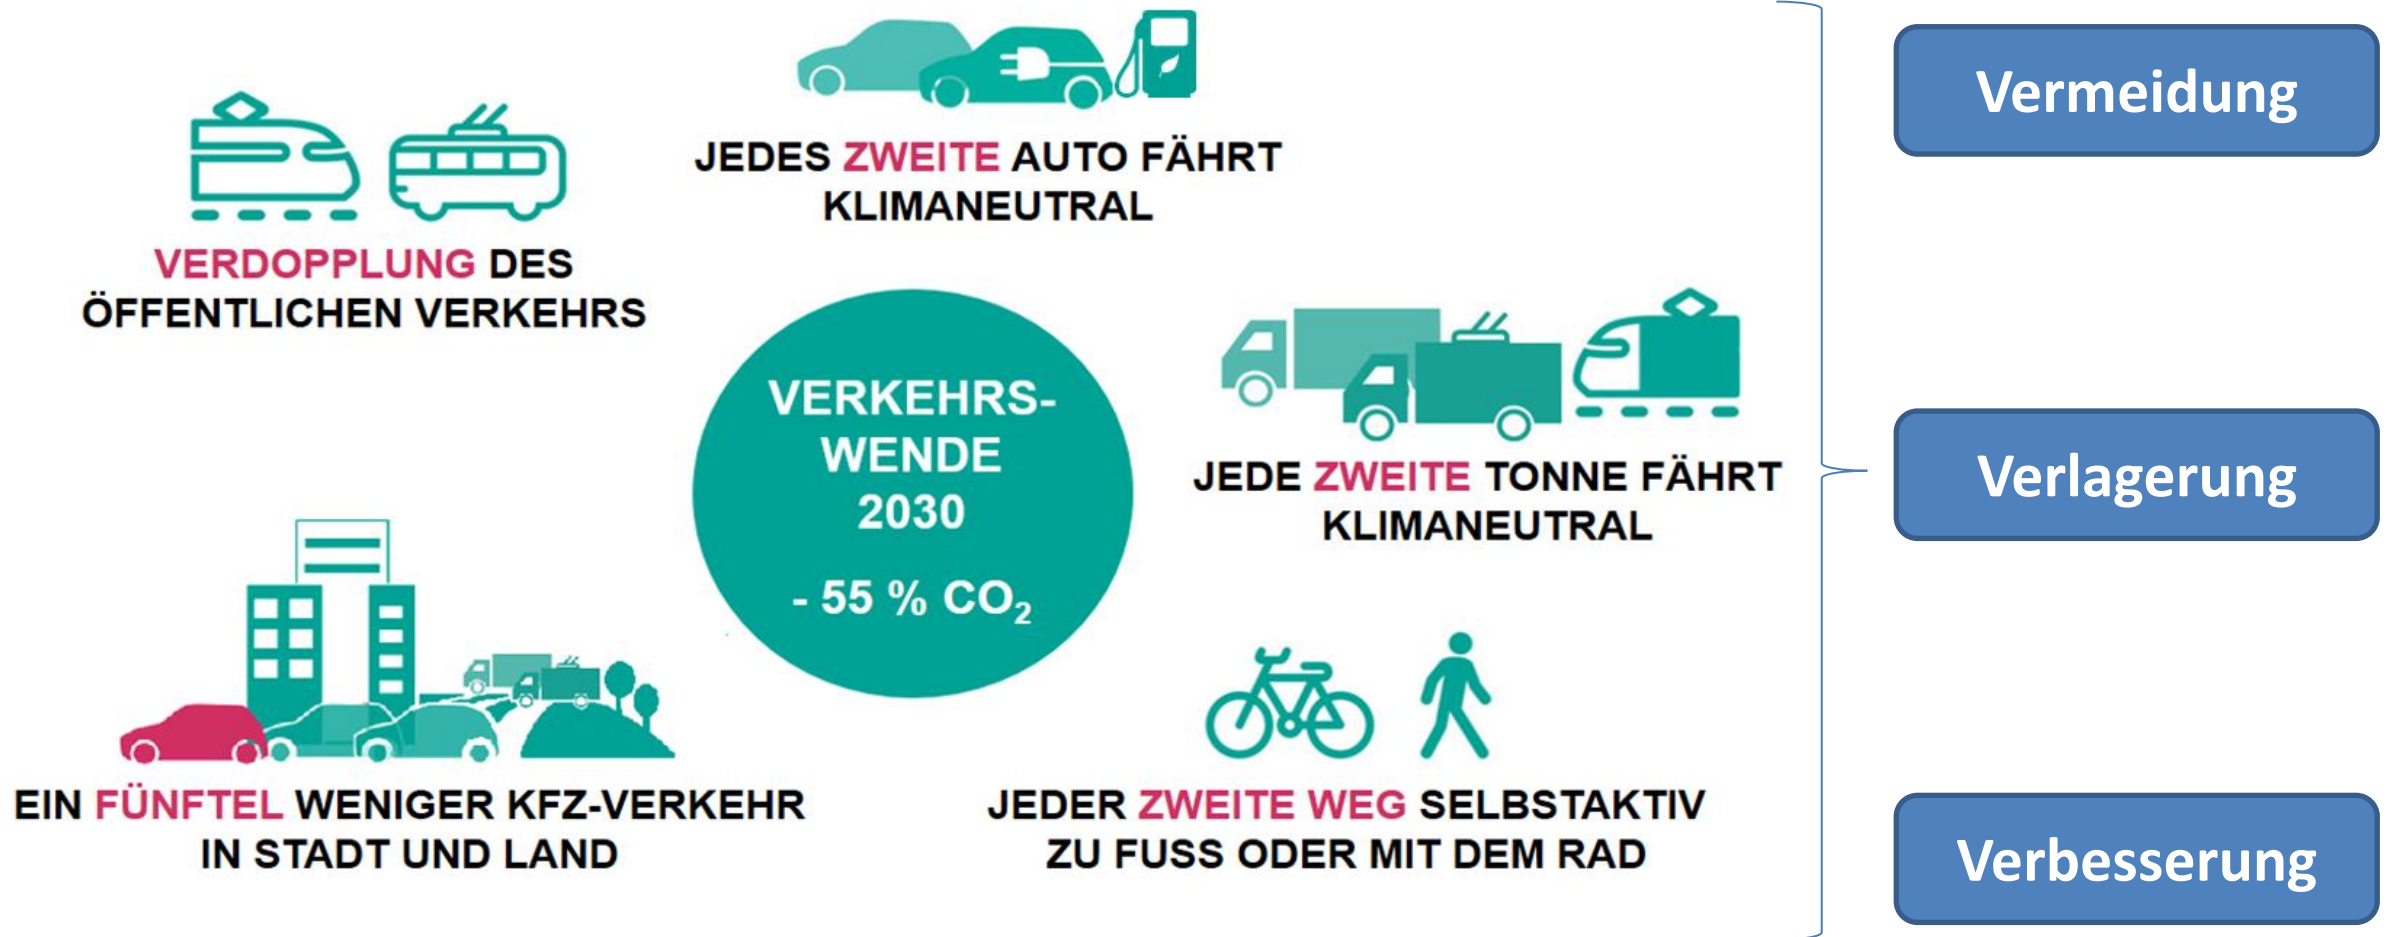 JEDES ZWEITE AUTO FÄHRT
KLIMANEUTRAL
VERDOPPLUNG DES
ÖFFENTLICHEN VERKEHRS
VERKEHRS-
WENDE
2030
- 55 % CO₂
JEDE ZWEITE TONNE FÄHRT
KLIMANEUTRAL
EIN FÜNFTEL WENIGER KFZ-VERKEHR
IN STADT UND LAND
JEDER ZWEITE WEG SELBSTAKTIV
ZU FUSS ODER MIT DEM RAD
Vermeidung
Verlagerung
Verbesserung